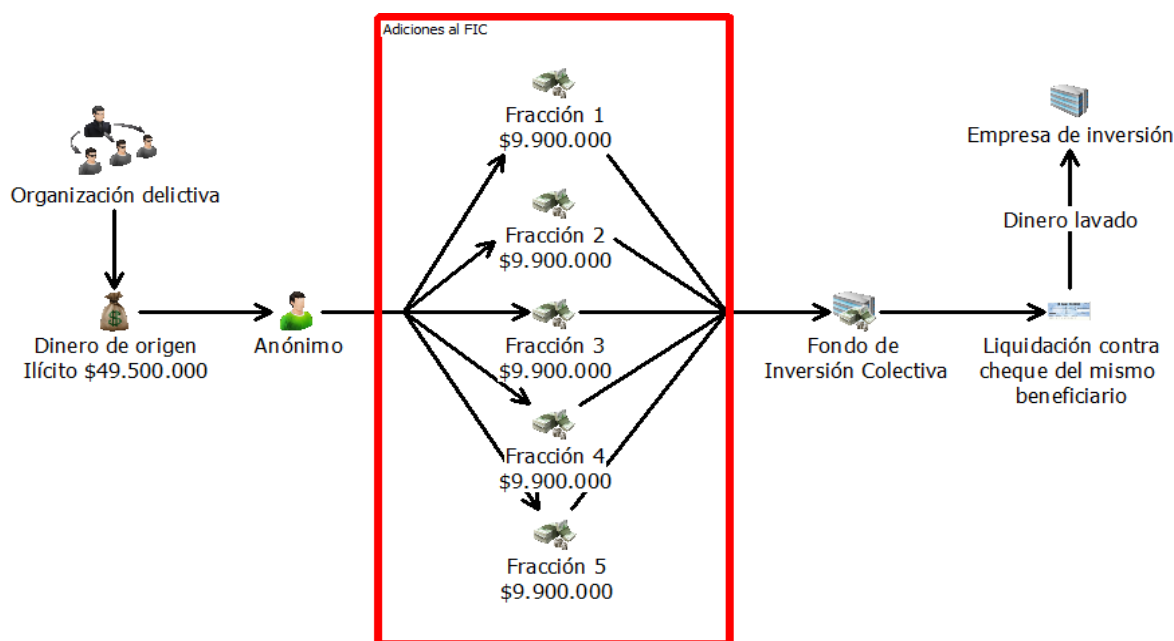 Adiciones al FIC
Organización delictiva
Dinero de origen
Ilícito $49.500.000
Anónimo
Fracción 1
$9.900.000
Fracción 2
$9.900.000
Fracción 3
$9.900.000
Fracción 4
$9.900.000
Fracción 5
$9.900.000
Fondo de
Inversión Colectiva
Liquidación contra
cheque del mismo
beneficiario
Dinero lavado
Empresa de inversión